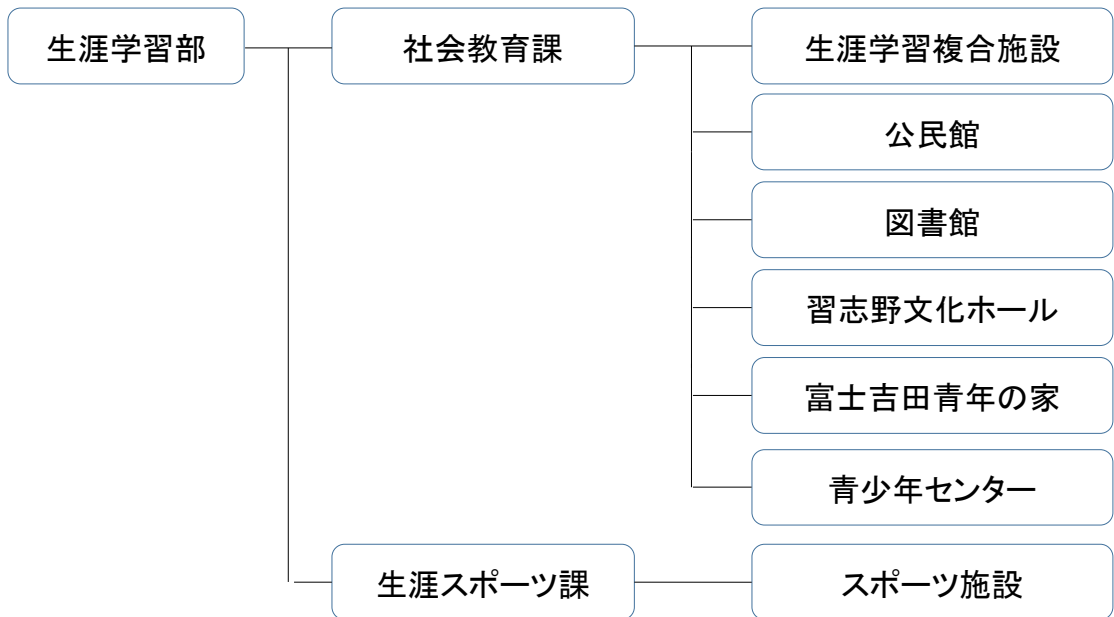 生涯学習部
社会教育課
生涯学習複合施設
公民館
図書館
習志野文化ホール
富士吉田青年の家
青少年センター
生涯スポーツ課
スポーツ施設